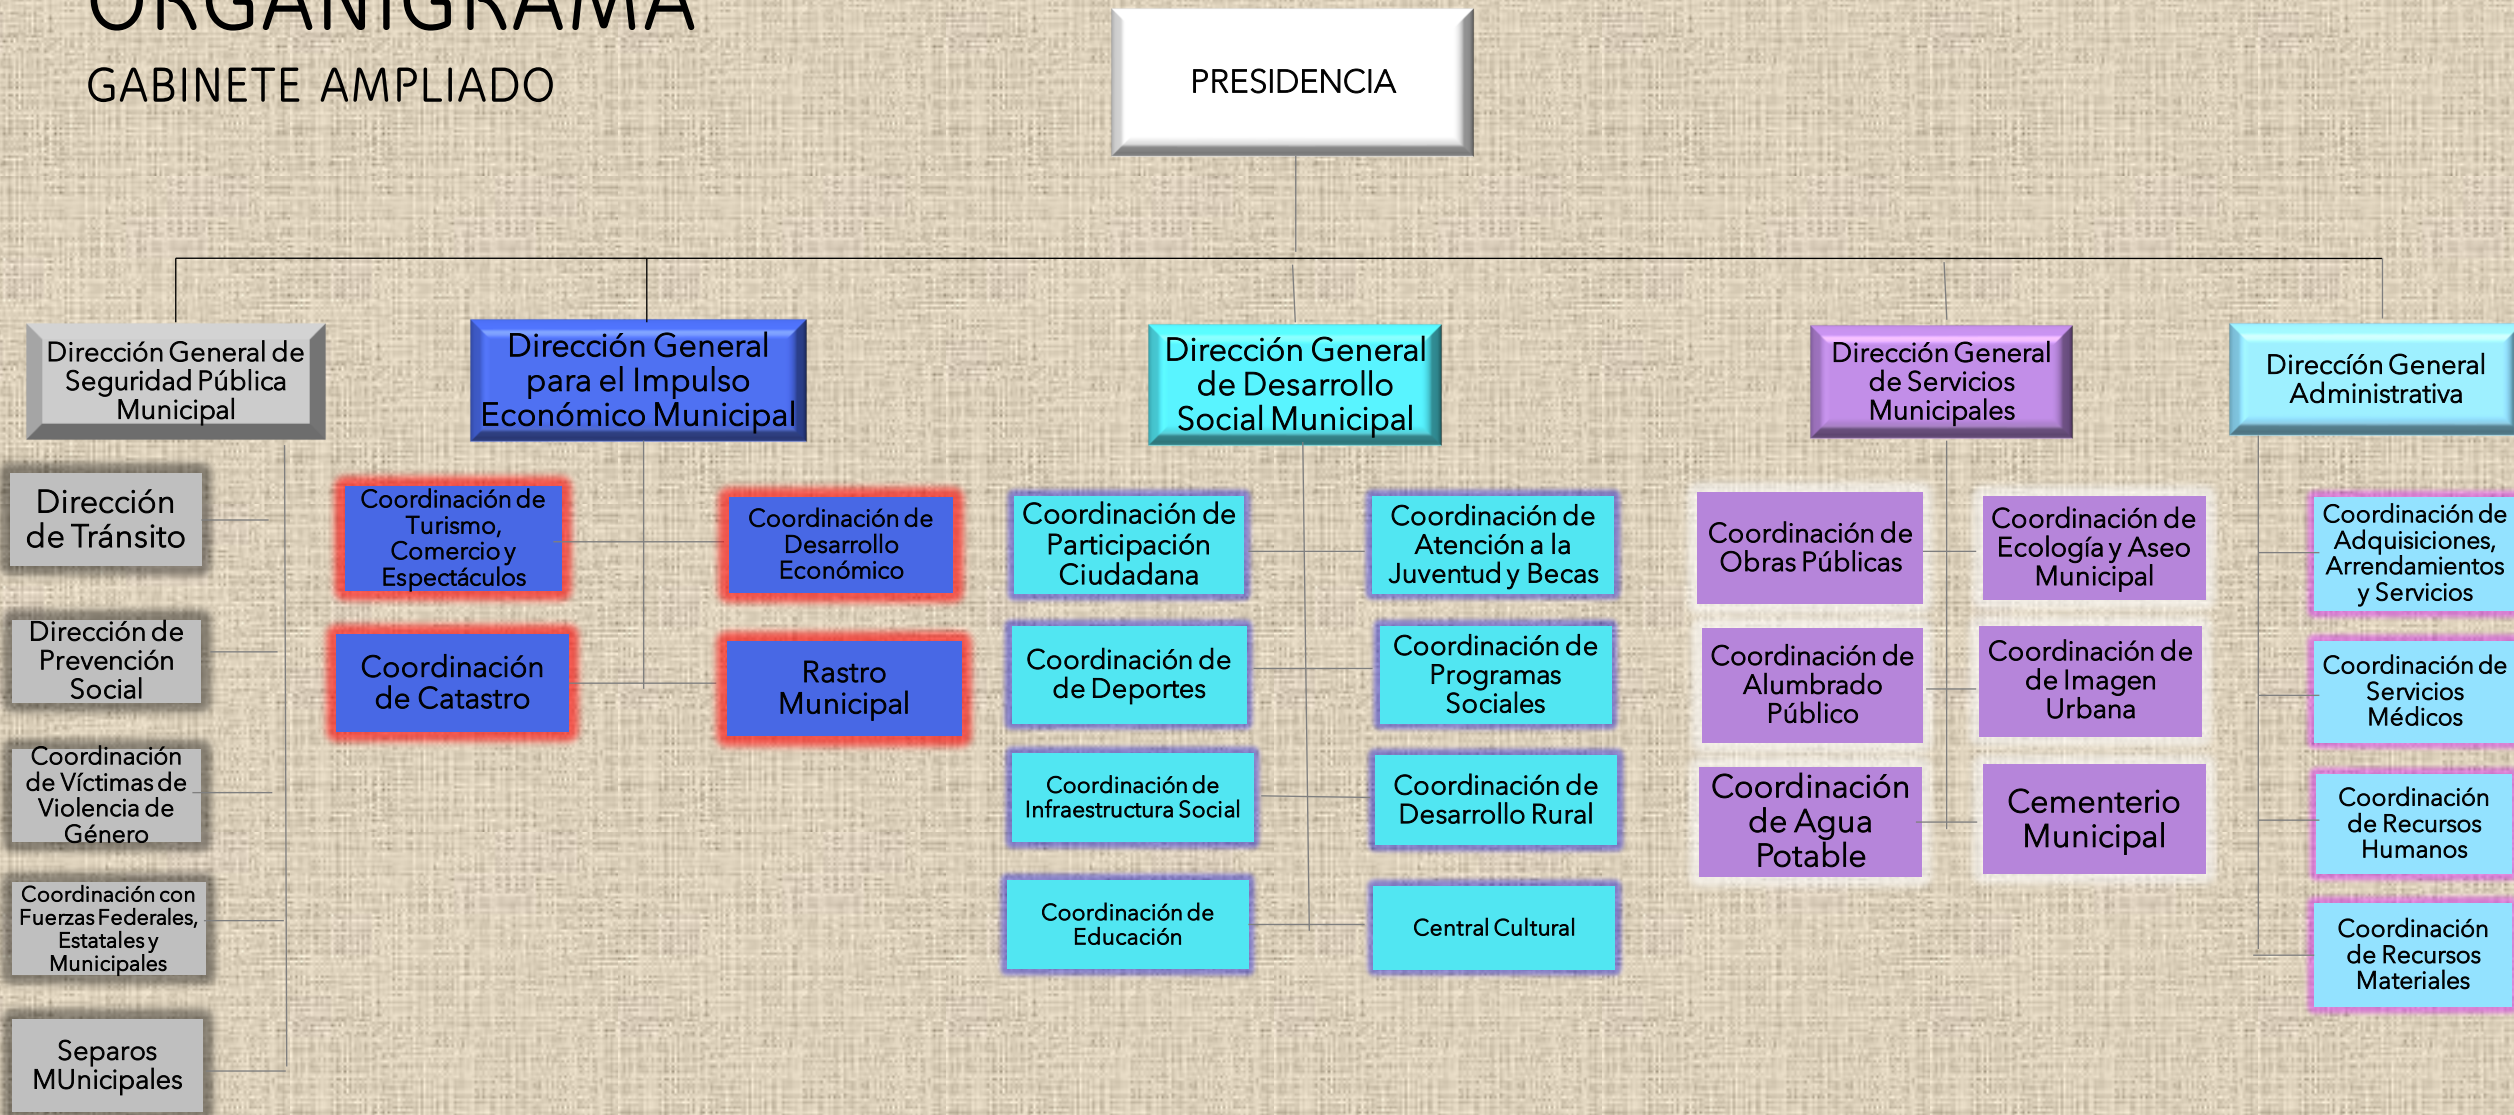 ORGANIGRAMA
GABINETE AMPLIADO
PRESIDENCIA
Dirección General de
Seguridad Pública
Municipal
Dirección
de Tránsito
Dirección de
Prevención
Social
Coordinación
de Víctimas de
Violencia de
Género
Coordinación con
Fuerzas Federales,
Estatales y
Municipales
Separos
MUnicipales
Dirección General
para el Impulso
Económico Municipal
Coordinación de
Turismo,
Comercio y
Espectáculos
Coordinación de
Desarrollo
Económico
Coordinación
de Catastro
Rastro
Municipal
Dirección General
de Desarrollo
Social Municipal
Coordinación de
Participación
Ciudadana
Coordinación de
Atención a la
Juventud y Becas
Coordinación de
de Deportes
Coordinación de
Programas
Sociales
Coordinación de
Infraestructura Social
Coordinación de
Desarrollo Rural
Coordinación de
Educación
Central Cultural
Dirección General
de Servicios
Municipales
Coordinación de
Obras Públicas
Coordinación de
Ecología y Aseo
Municipal
Coordinación de
Alumbrado
Público
Coordinación de
de Imagen
Urbana
Coordinación
de Agua
Potable
Cementerio
Municipal
Direccíón General
Administrativa
Coordinación de
Adquisiciones,
Arrendamientos
y Servicios
Coordinación de
Servicios
Médicos
Coordinación
de Recursos
Humanos
Coordinación
de Recursos
Materiales